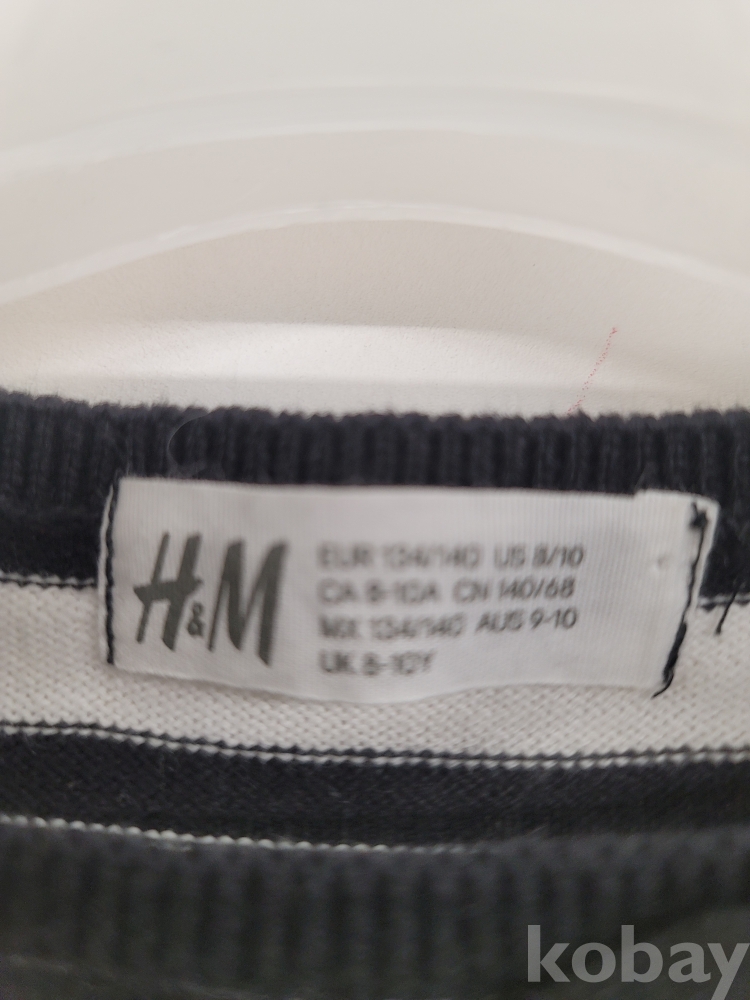 H&M
EUR 134/140 US 8/10
CA 8-10A CN 140/68
MX 134/140 AUS 9-10
UK 8-10Y
kobay